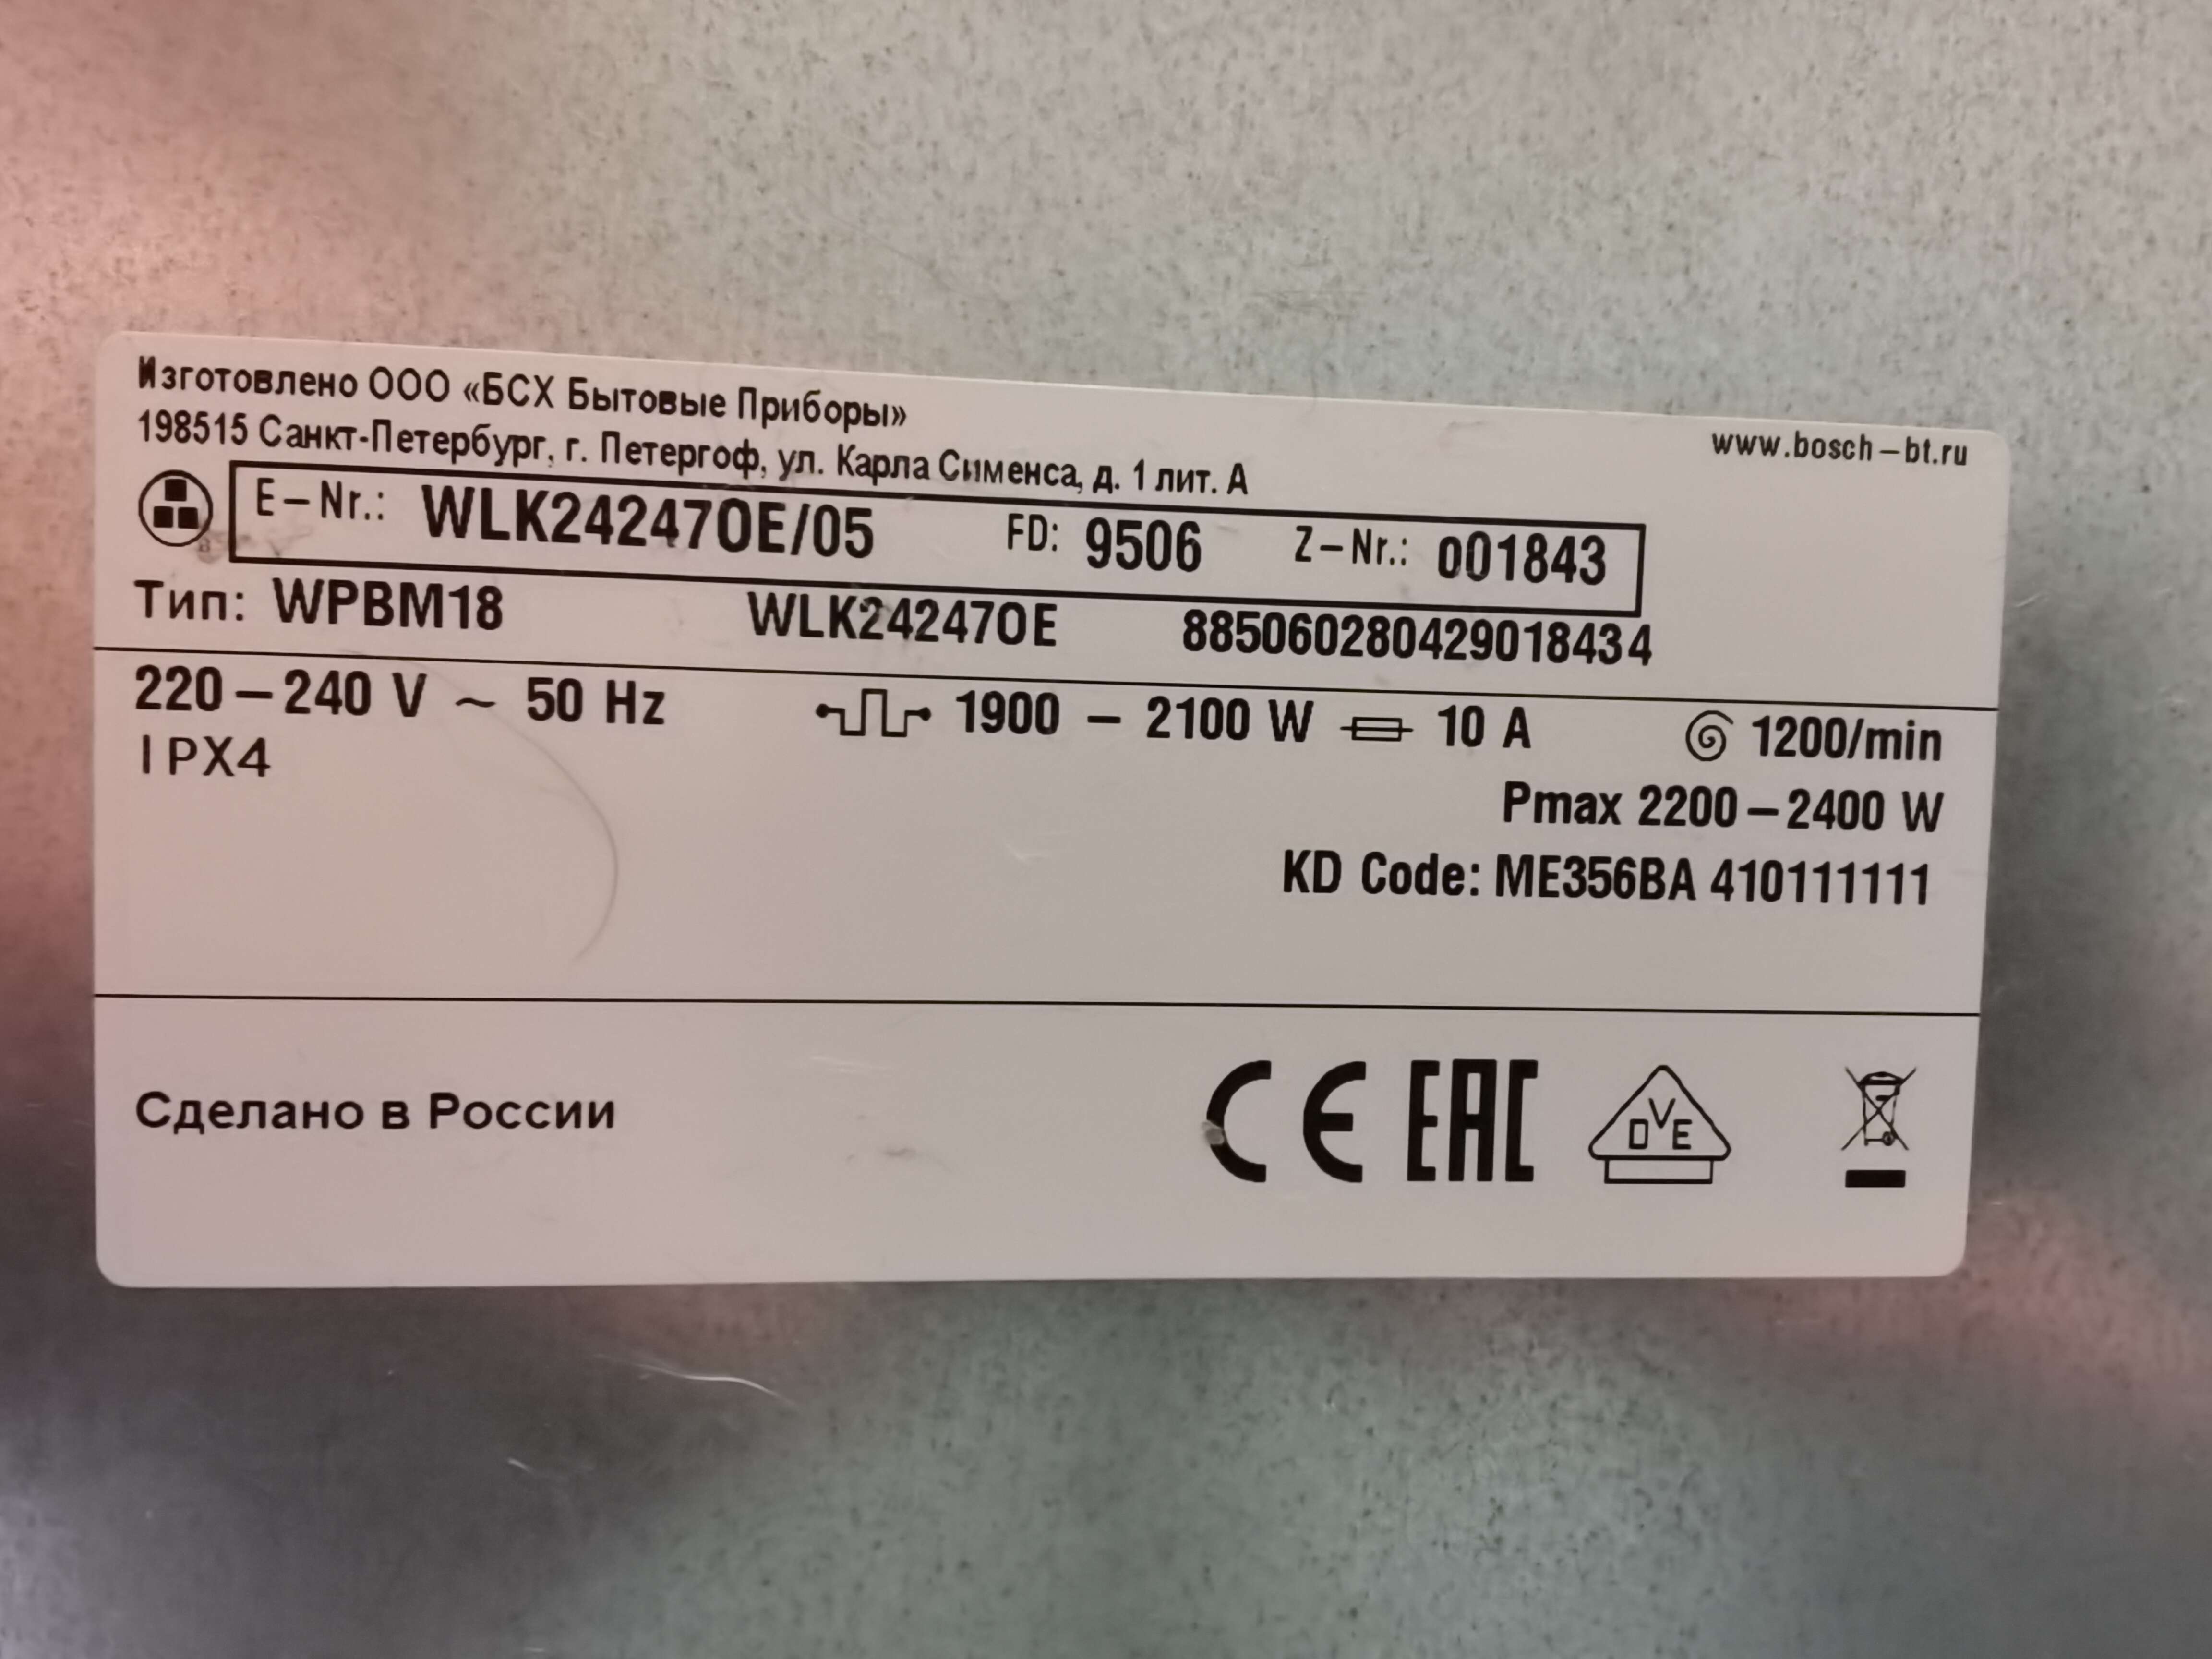 Изготовлено ООО «БСХ Бытовые Приборы»
198515 Санкт-Петербург, г. Петергоф, ул. Карла Сименса, д. 1 лит. А
www.bosch-bt.ru
E-Nr.: WLK24247OE/05 FD: 9506 Z-Nr.: 001843
Тип: WPBM18 WLK24247OE 885060280429018434
220-240 V ~ 50 Hz 1900 - 2100 W 10 A 1200/min
IPX4
Pmax 2200-2400 W
KD Code: ME356BA 410111111
Сделано в России
CE EAC DVE